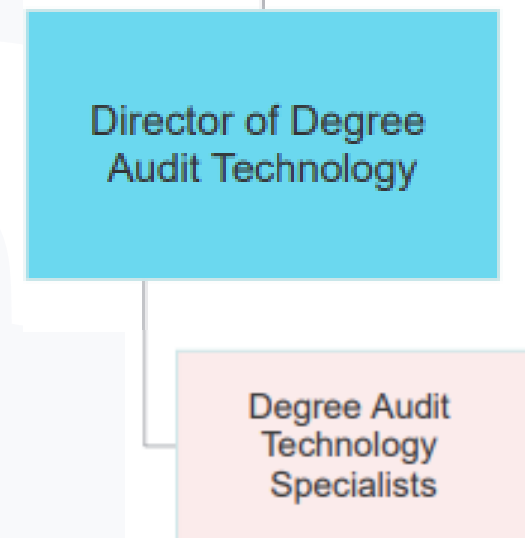 Director of Degree
Audit Technology
Degree Audit
Technology
Specialists